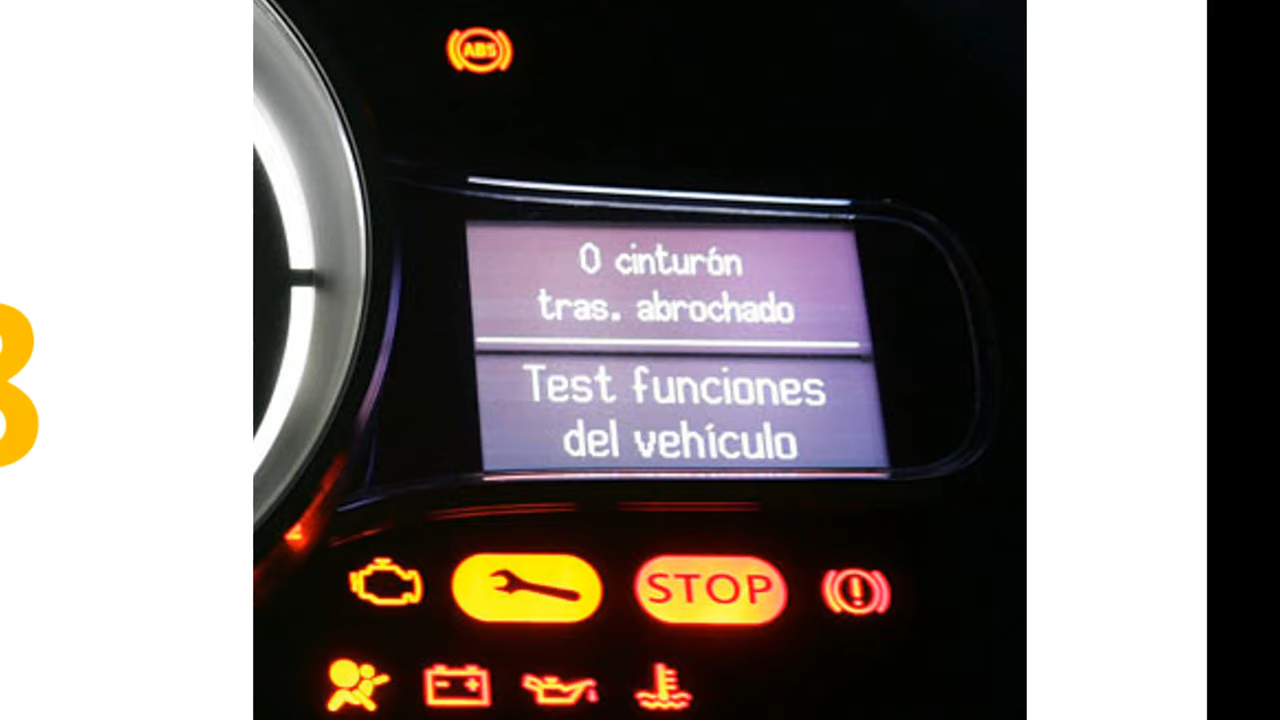 ABS
0 cinturón
tras. abrochado
Test funciones
del vehículo
STOP